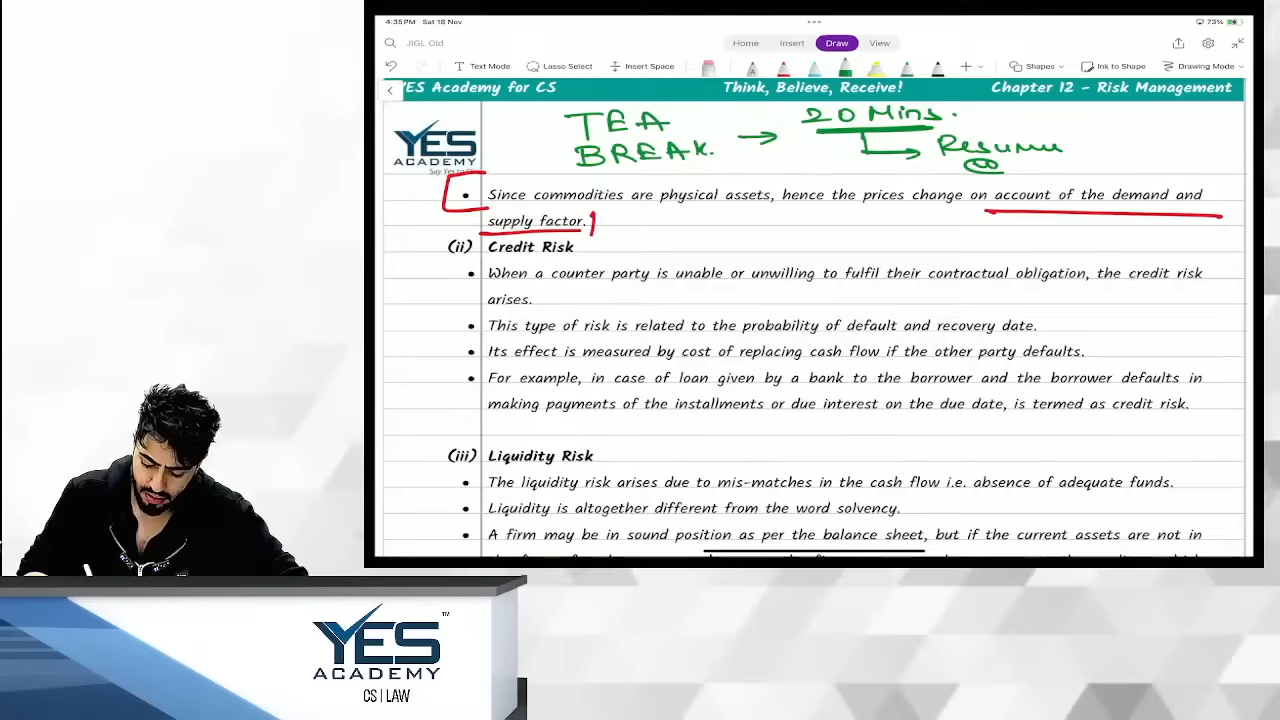 4:35 PM Sat 18 Nov
73%
JIGL Old
Home Insert Draw View
Text Mode Lasso Select Insert Space Shapes Ink to Shape Drawing Mode
YES Academy for CS Think, Believe, Receive! Chapter 12 - Risk Management
TEA
BREAK. → 20 Mins.
Resume
@
YES
ACADEMY
Say Yes to
• Since commodities are physical assets, hence the prices change on account of the demand and
supply factor.
(ii) Credit Risk
• When a counter party is unable or unwilling to fulfil their contractual obligation, the credit risk
arises.
• This type of risk is related to the probability of default and recovery date.
• Its effect is measured by cost of replacing cash flow if the other party defaults.
• For example, in case of loan given by a bank to the borrower and the borrower defaults in
making payments of the installments or due interest on the due date, is termed as credit risk.
(iii) Liquidity Risk
• The liquidity risk arises due to mis-matches in the cash flow i.e. absence of adequate funds.
• Liquidity is altogether different from the word solvency.
• A firm may be in sound position as per the balance sheet, but if the current assets are not in
YES TM
ACADEMY
CS | LAW